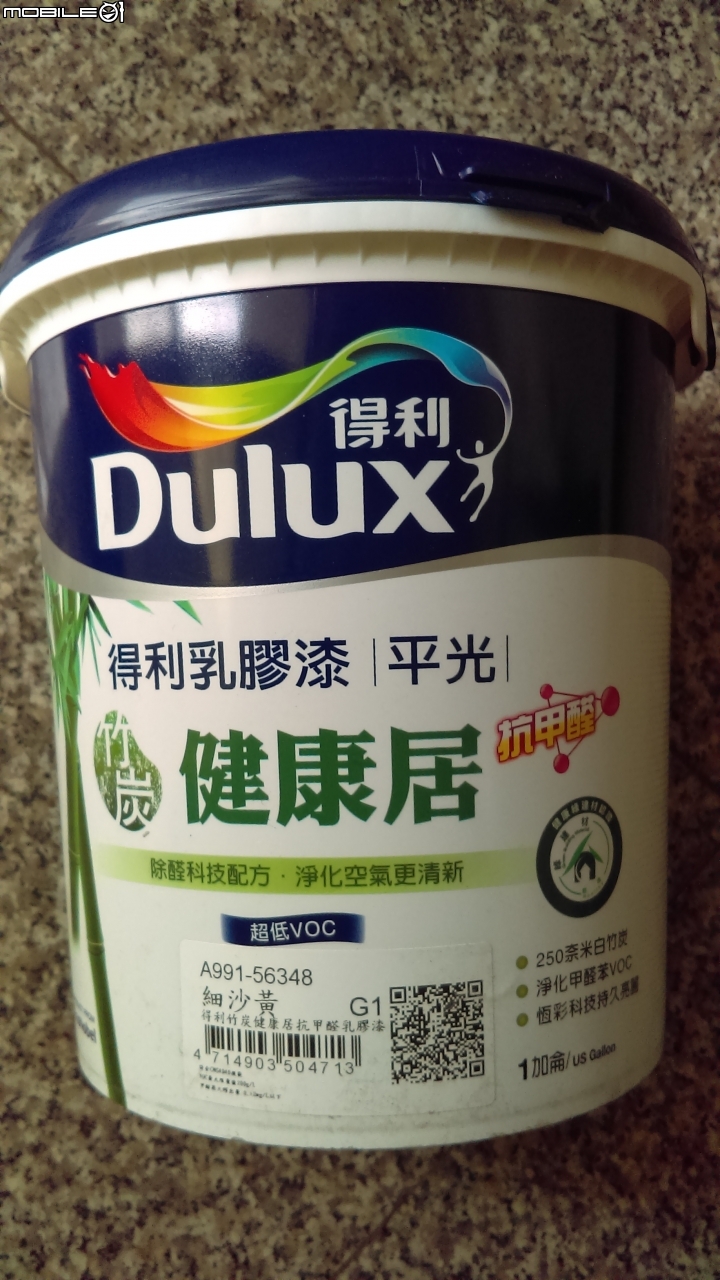 MOBILE01
得利
Dulux
得利乳膠漆|平光|
竹炭
健康居
抗甲醛
除醛科技配方·淨化空氣更清新
超低VOC
A991-56348
細沙黃
G1
得利竹炭健康居抗甲醛乳膠漆
4 714903 504713
250奈米白竹炭
淨化甲醛苯VOC
恆彩科技持久亮麗
1加侖/US Gallon